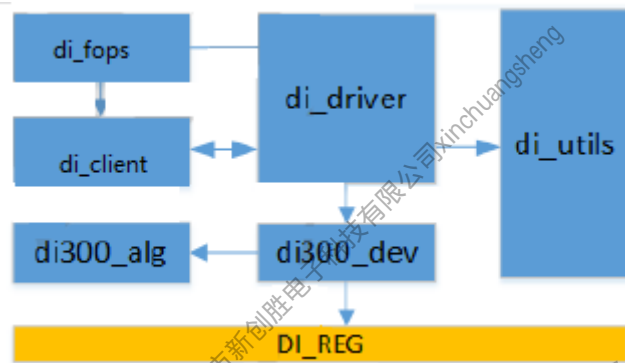 di_fops
di_driver
di_client
di_utils
di300_alg
di300_dev
DI_REG
市新创胜电子科技有限公司xinchuangsheng